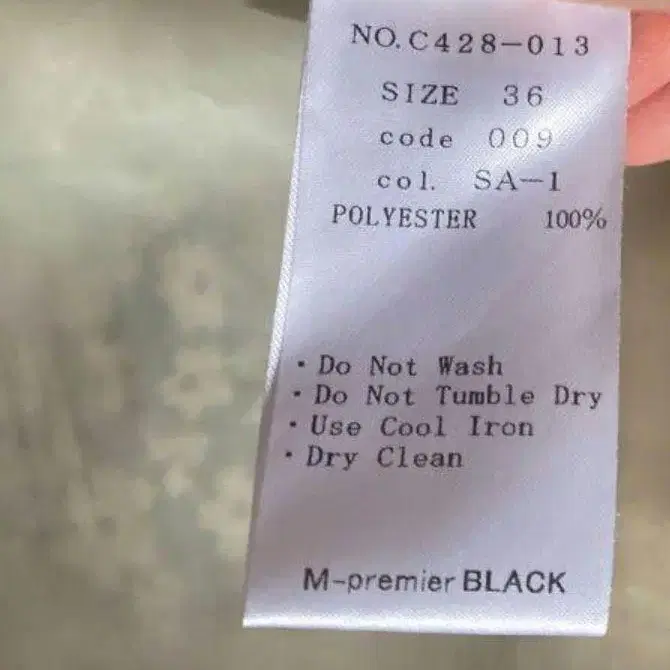 NO. C428-013
SIZE 36
code 009
col. SA-1
POLYESTER 100%
・Do Not Wash
・Do Not Tumble Dry
・Use Cool Iron
・Dry Clean
M-premier BLACK